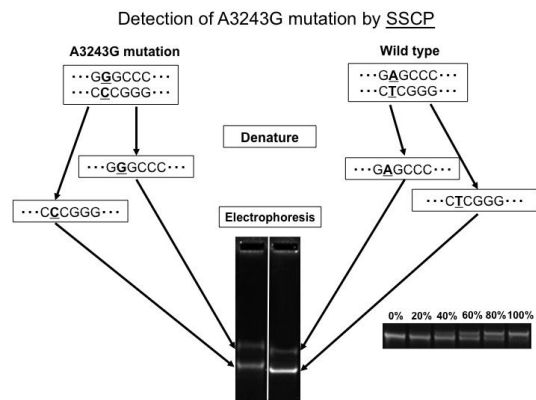 Detection of A3243G mutation by SSCP
A3243G mutation
Wild type
···GGGCCC···
···CCCGGG···
···GAGCCC···
···CTCGGG···
Denature
···GGGCCC···
···GAGCCC···
···CCCGGG···
···CTCGGG···
Electrophoresis
0% 20% 40% 60% 80% 100%